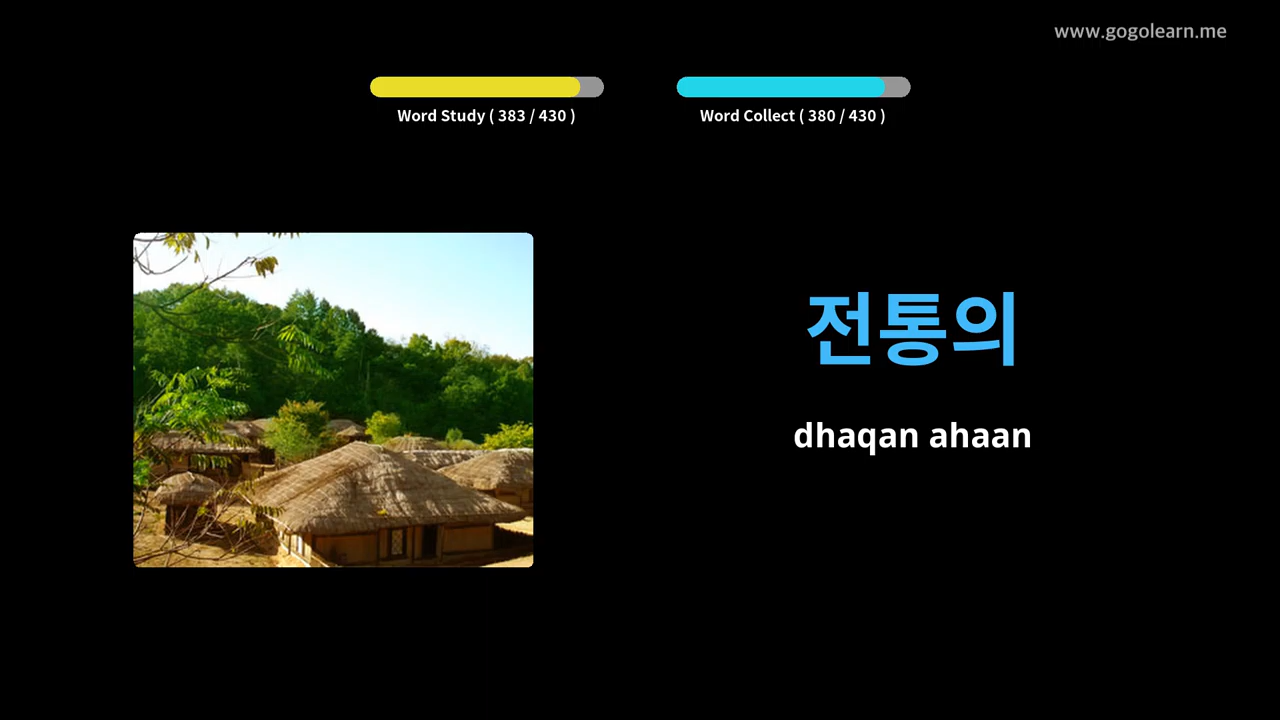 www.gogolearn.me
Word Study ( 383 / 430 )
Word Collect ( 380 / 430 )
전통의
dhaqan ahaan